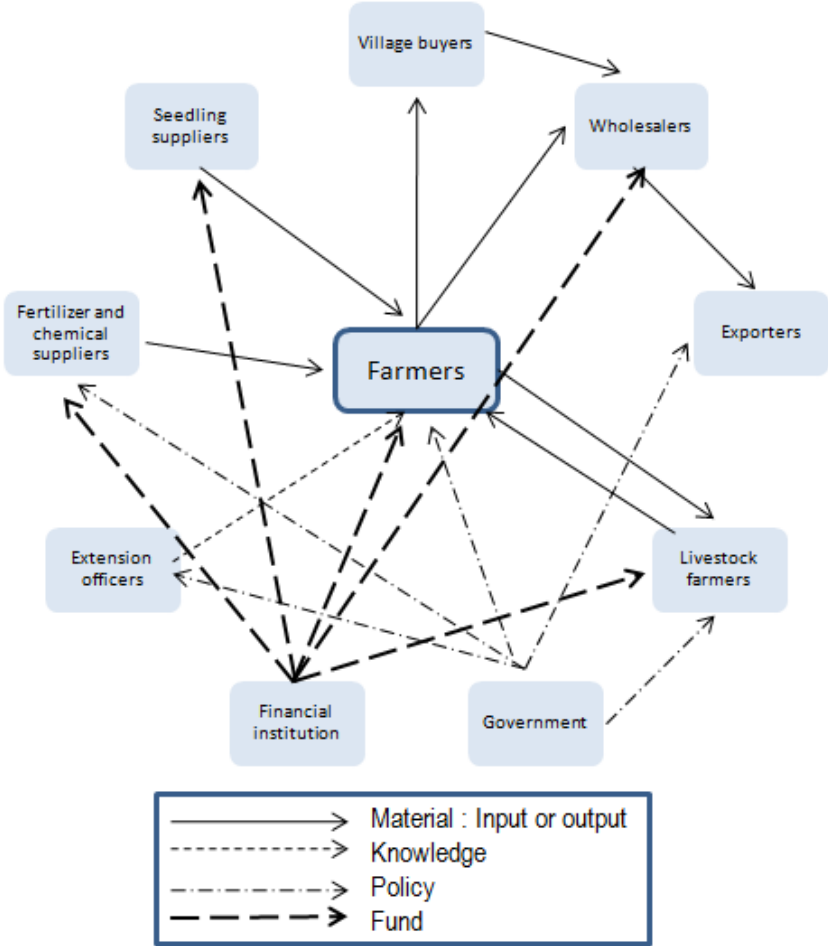 Village buyers
Seedling
suppliers
Wholesalers
Fertilizer and
chemical
suppliers
Exporters
Farmers
Extension
officers
Livestock
farmers
Financial
institution
Government
Material : Input or output
Knowledge
Policy
Fund